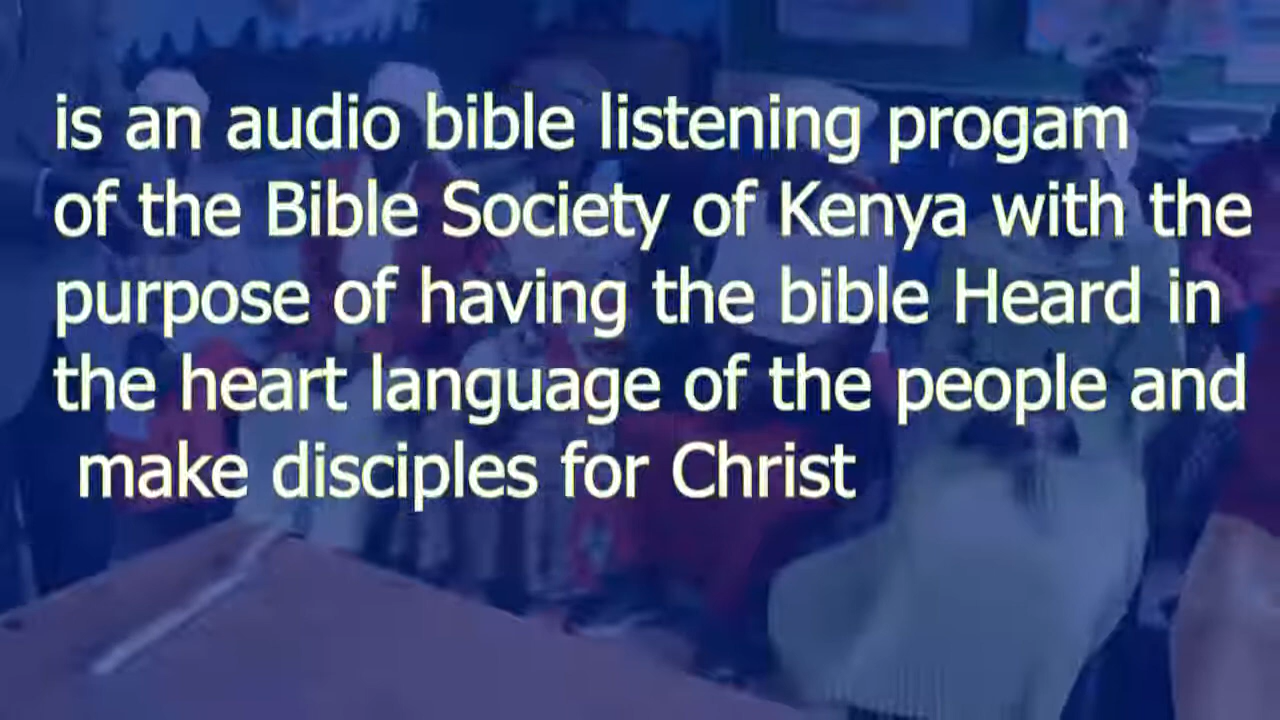 is an audio bible listening progam
of the Bible Society of Kenya with the
purpose of having the bible Heard in
the heart language of the people and
make disciples for Christ